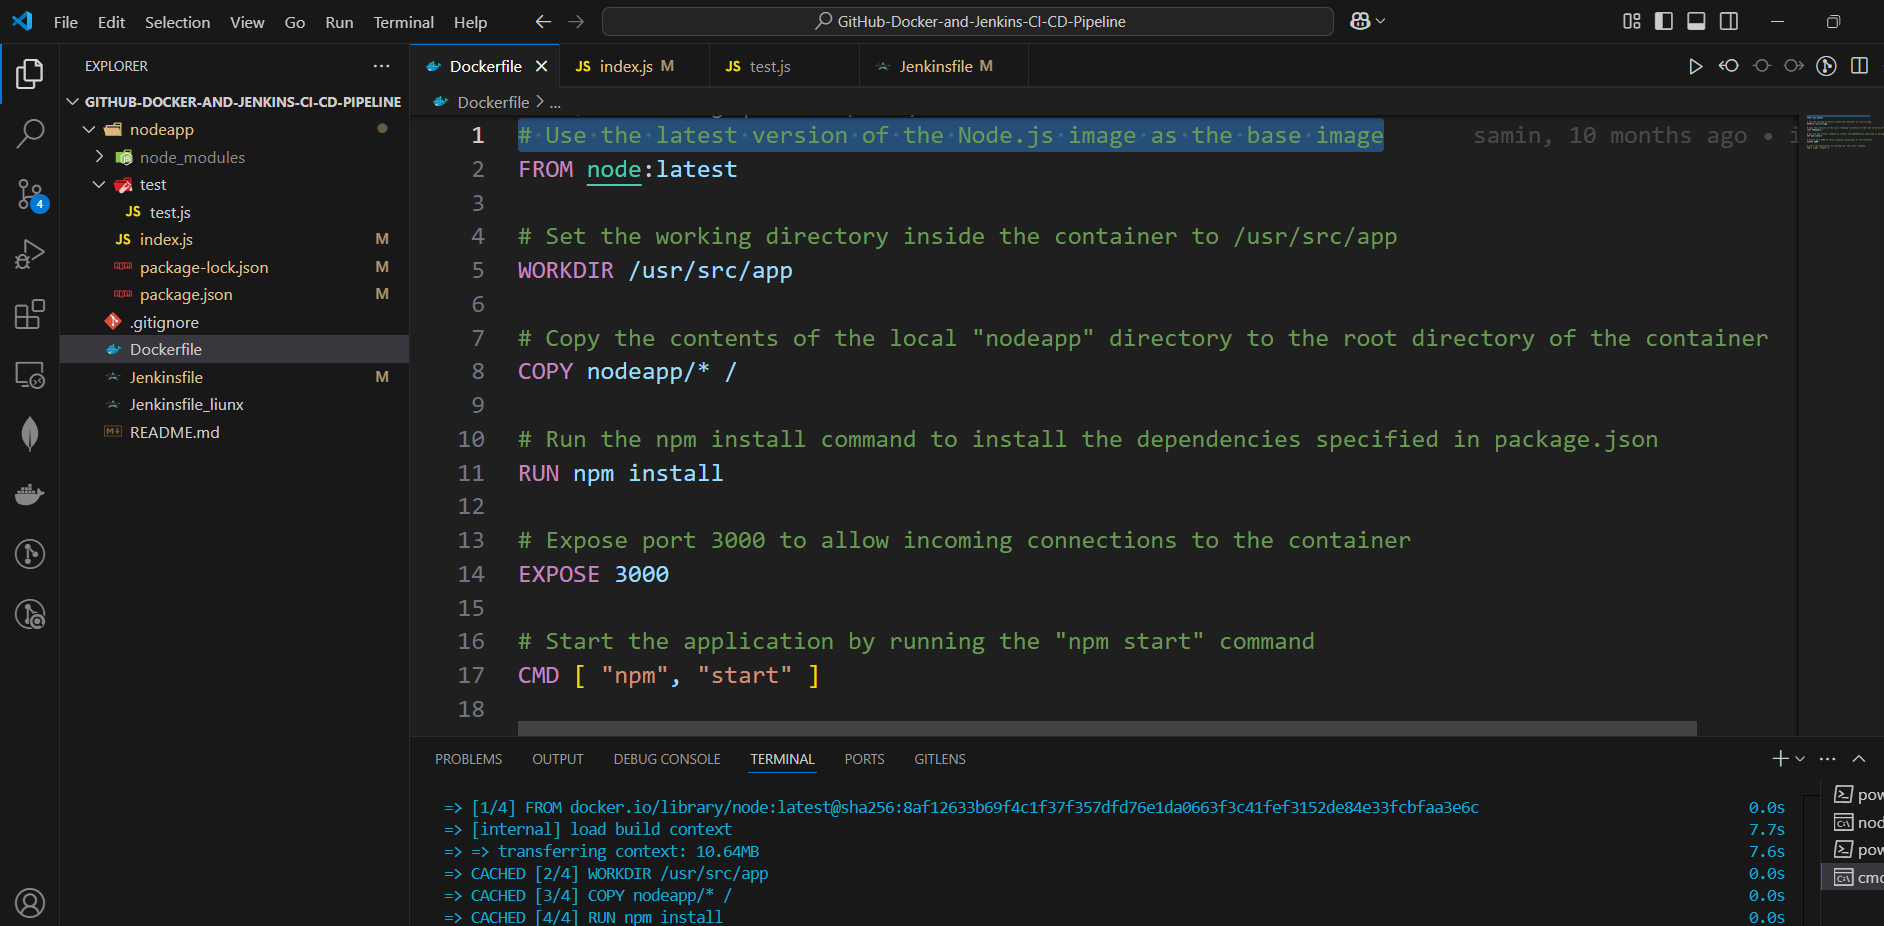 File Edit Selection View Go Run Terminal Help GitHub-Docker-and-Jenkins-CI-CD-Pipeline
EXPLORER
GITHUB-DOCKER-AND-JENKINS-CI-CD-PIPELINE
nodeapp
node_modules
test
JS test.js
JS index.js M
package-lock.json M
package.json M
.gitignore
Dockerfile
Jenkinsfile M
Jenkinsfile_liunx
README.md
4
Dockerfile JS index.js M JS test.js Jenkinsfile M
Dockerfile > ...
1 # Use the latest version of the Node.js image as the base image samin, 10 months ago •
2 FROM node:latest
3
4 # Set the working directory inside the container to /usr/src/app
5 WORKDIR /usr/src/app
6
7 # Copy the contents of the local "nodeapp" directory to the root directory of the container
8 COPY nodeapp/* /
9
10 # Run the npm install command to install the dependencies specified in package.json
11 RUN npm install
12
13 # Expose port 3000 to allow incoming connections to the container
14 EXPOSE 3000
15
16 # Start the application by running the "npm start" command
17 CMD [ "npm", "start" ]
18
PROBLEMS OUTPUT DEBUG CONSOLE TERMINAL PORTS GITLENS
=> [1/4] FROM docker.io/library/node:latest@sha256:8af12633b69f4c1f37f357dfd76e1da0663f3c41fef3152de84e33fcbfaa3e6c 0.0s
=> [internal] load build context 7.7s
=> => transferring context: 10.64MB 7.6s
=> CACHED [2/4] WORKDIR /usr/src/app 0.0s
=> CACHED [3/4] COPY nodeapp/* / 0.0s
=> CACHED [4/4] RUN npm install 0.0s
pow
nod
pow
cmd